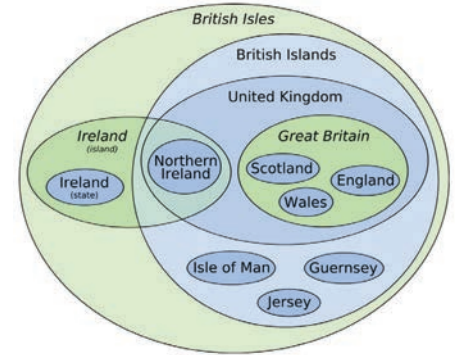 British Isles
British Islands
United Kingdom
Ireland
(island)
Great Britain
Northern
Ireland
Scotland
England
Ireland
(state)
Wales
Isle of Man
Guernsey
Jersey